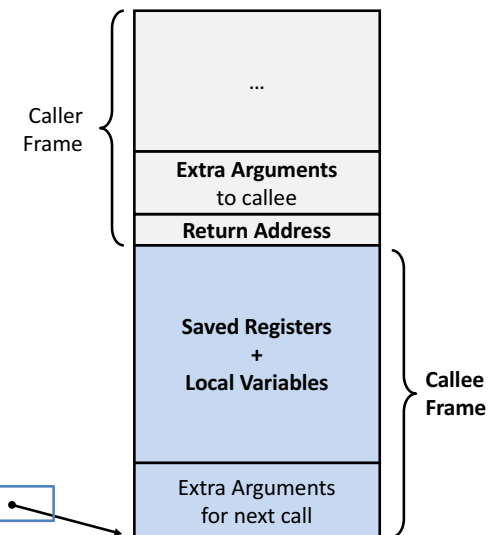 ...
Caller
Frame
Extra Arguments
to callee
Return Address
Saved Registers
+
Local Variables
Callee
Frame
Extra Arguments
for next call